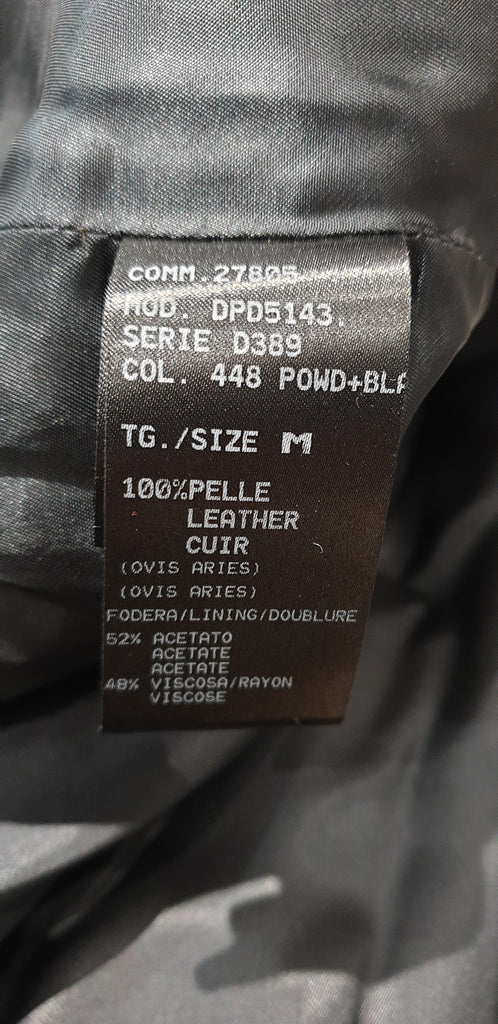 COMM.27805
MOD. DPD5143.
SERIE D389
COL. 448 POWD+BLA
TG./SIZE M
100%PELLE
LEATHER
CUIR
(OVIS ARIES)
(OVIS ARIES)
FODERA/LINING/DOUBLURE
52% ACETATO
ACETATE
ACETATE
48% VISCOSA/RAYON
VISCOSE